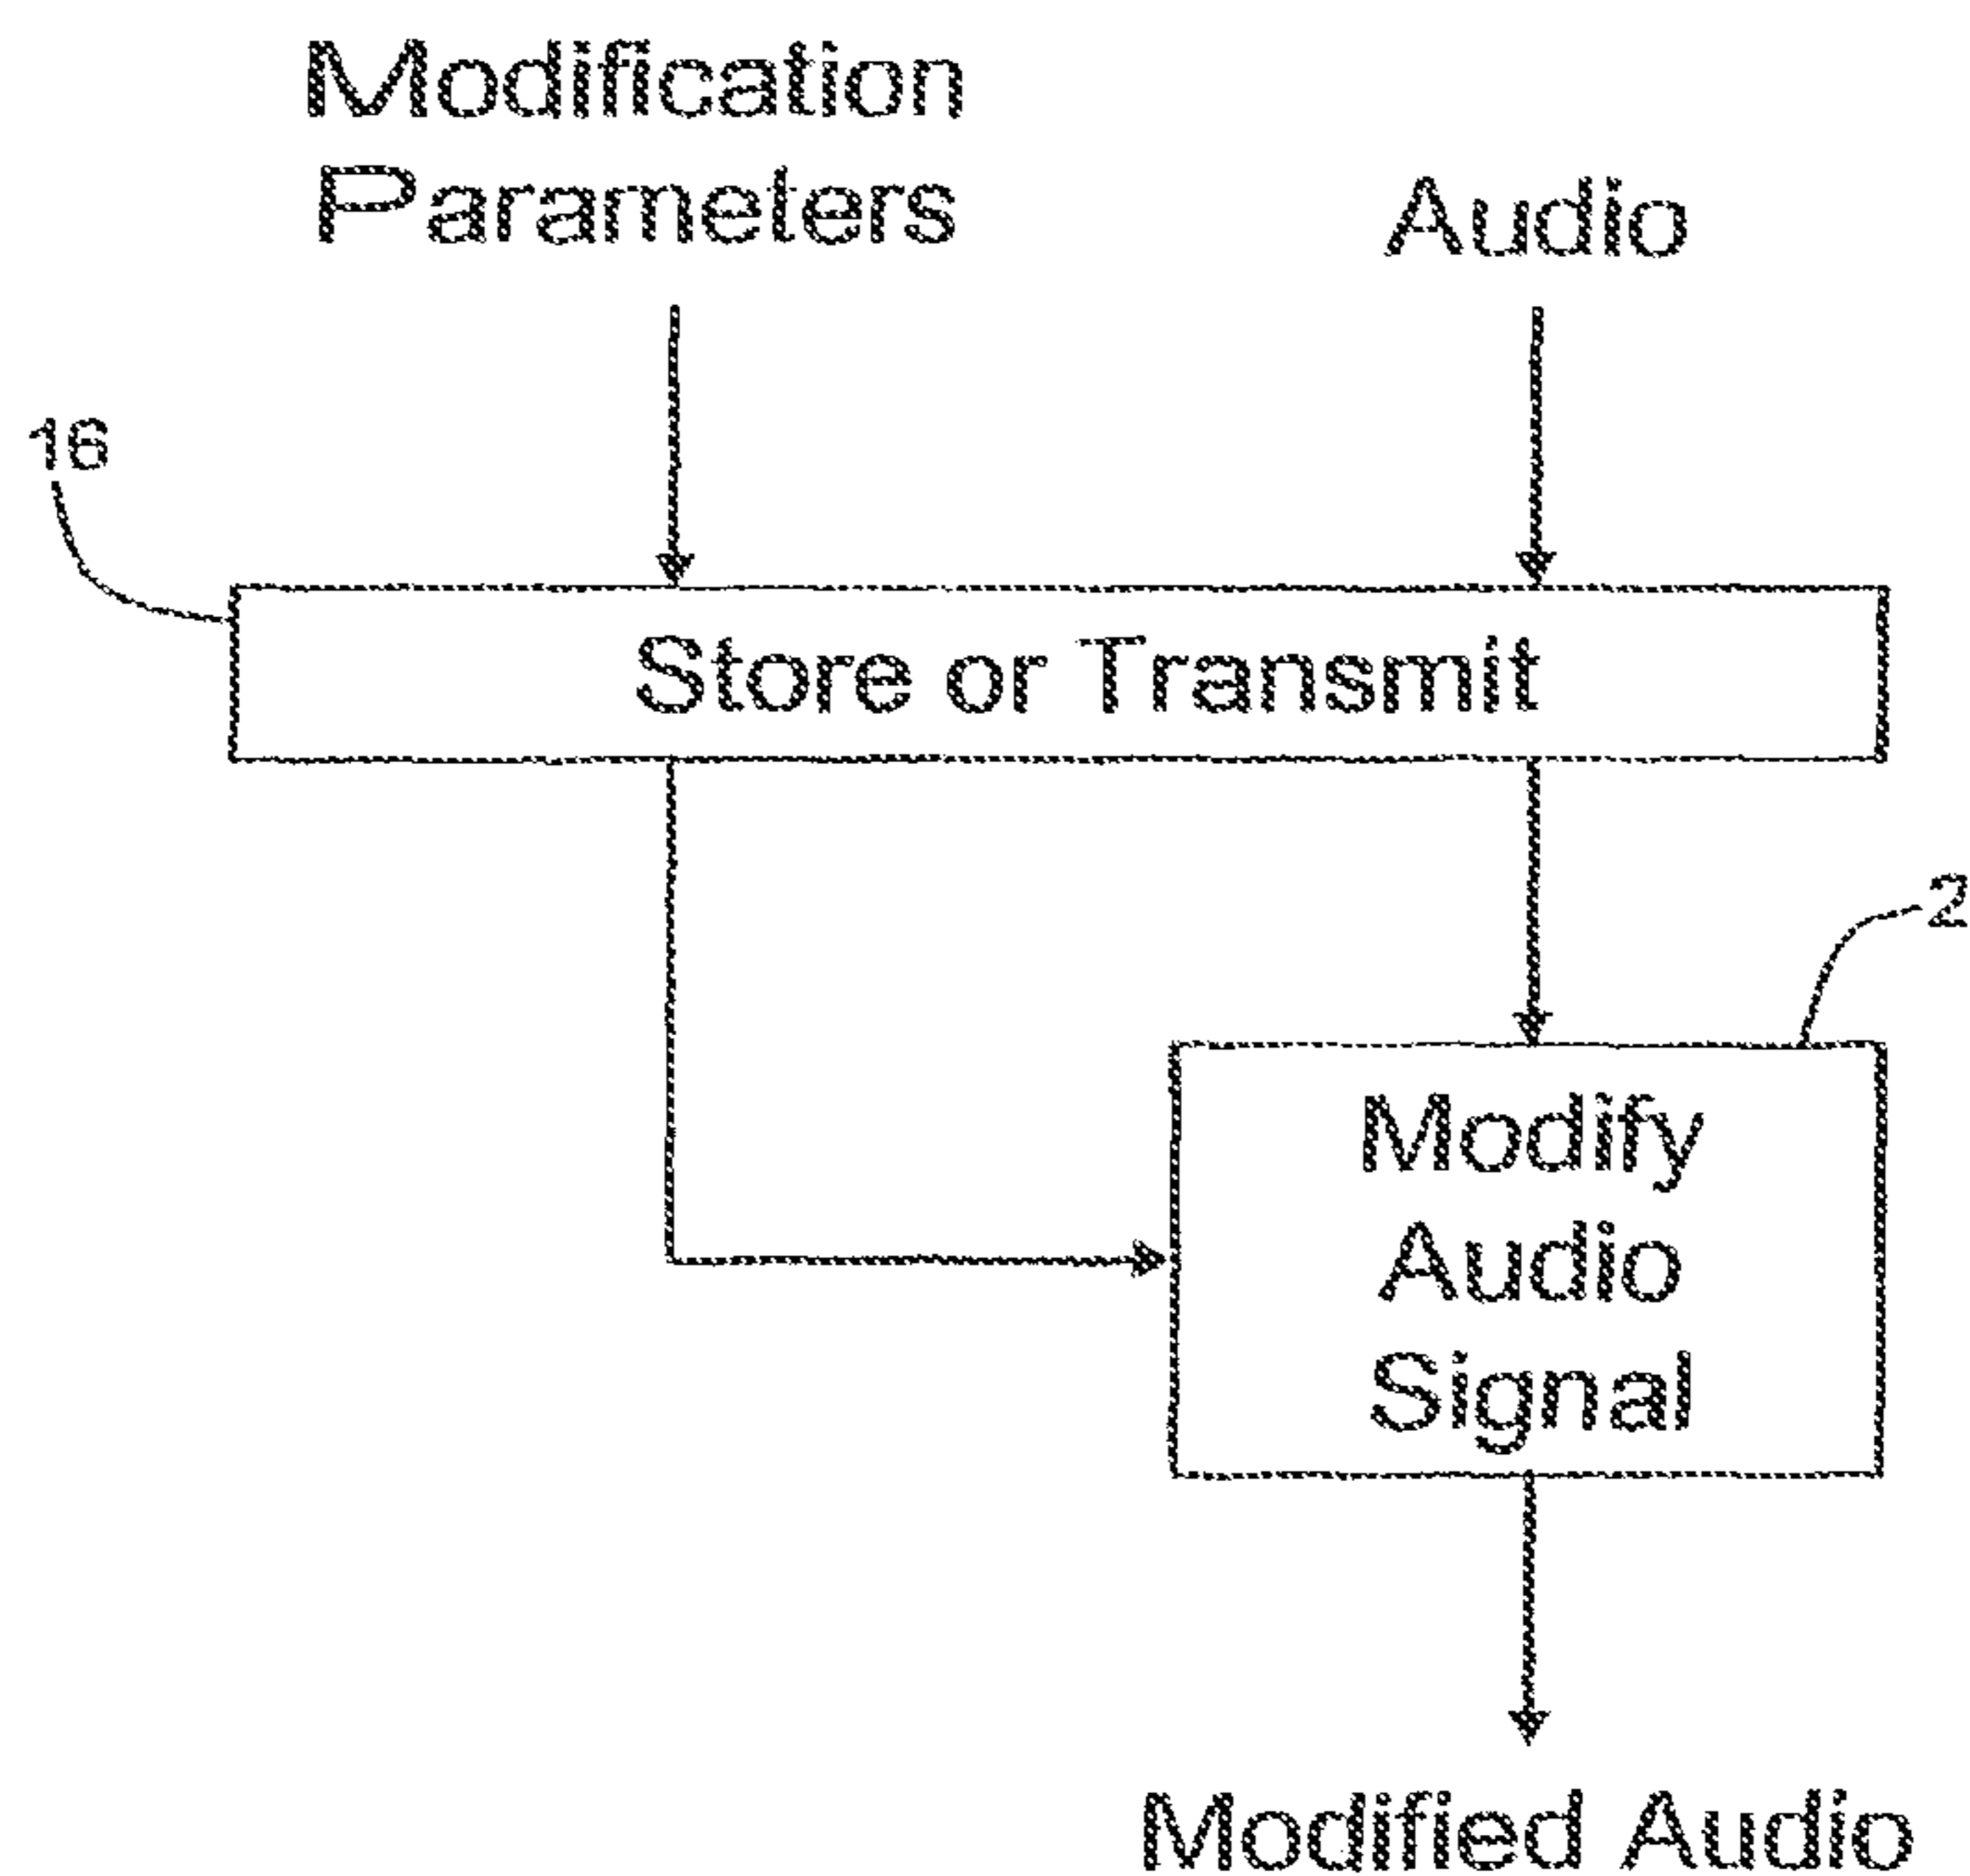 Modification
Parameters
Audio
16
Store or Transmit
2
Modify
Audio
Signal
Modified Audio